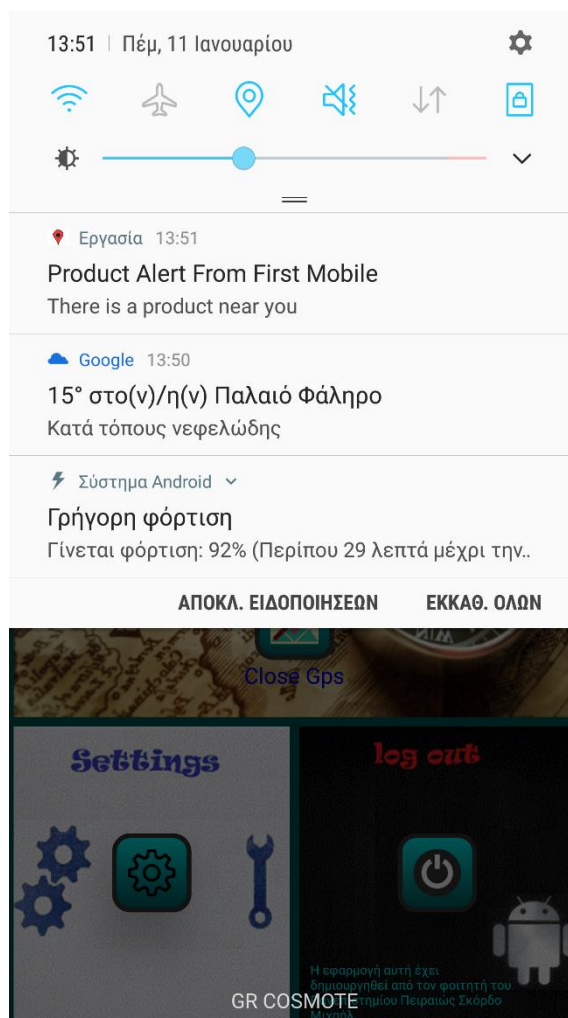 13:51 | Πέμ, 11 Ιανουαρίου
Εργασία 13:51
Product Alert From First Mobile
There is a product near you
Google 13:50
15° στο(ν)/η(ν) Παλαιό Φάληρο
Κατά τόπους νεφελώδης
Σύστημα Android
Γρήγορη φόρτιση
Γίνεται φόρτιση: 92% (Περίπου 29 λεπτά μέχρι την..
ΑΠΟΚΛ. ΕΙΔΟΠΟΙΗΣΕΩΝ ΕΚΚΑΘ. ΟΛΩΝ
Close Gps
Settings
log out
Η εφαρμογή αυτή έχει
δημιουργηθεί από τον φοιτητή του
Πειραιώς Σκόρδο
Μιχαήλ
GR COSMOTE